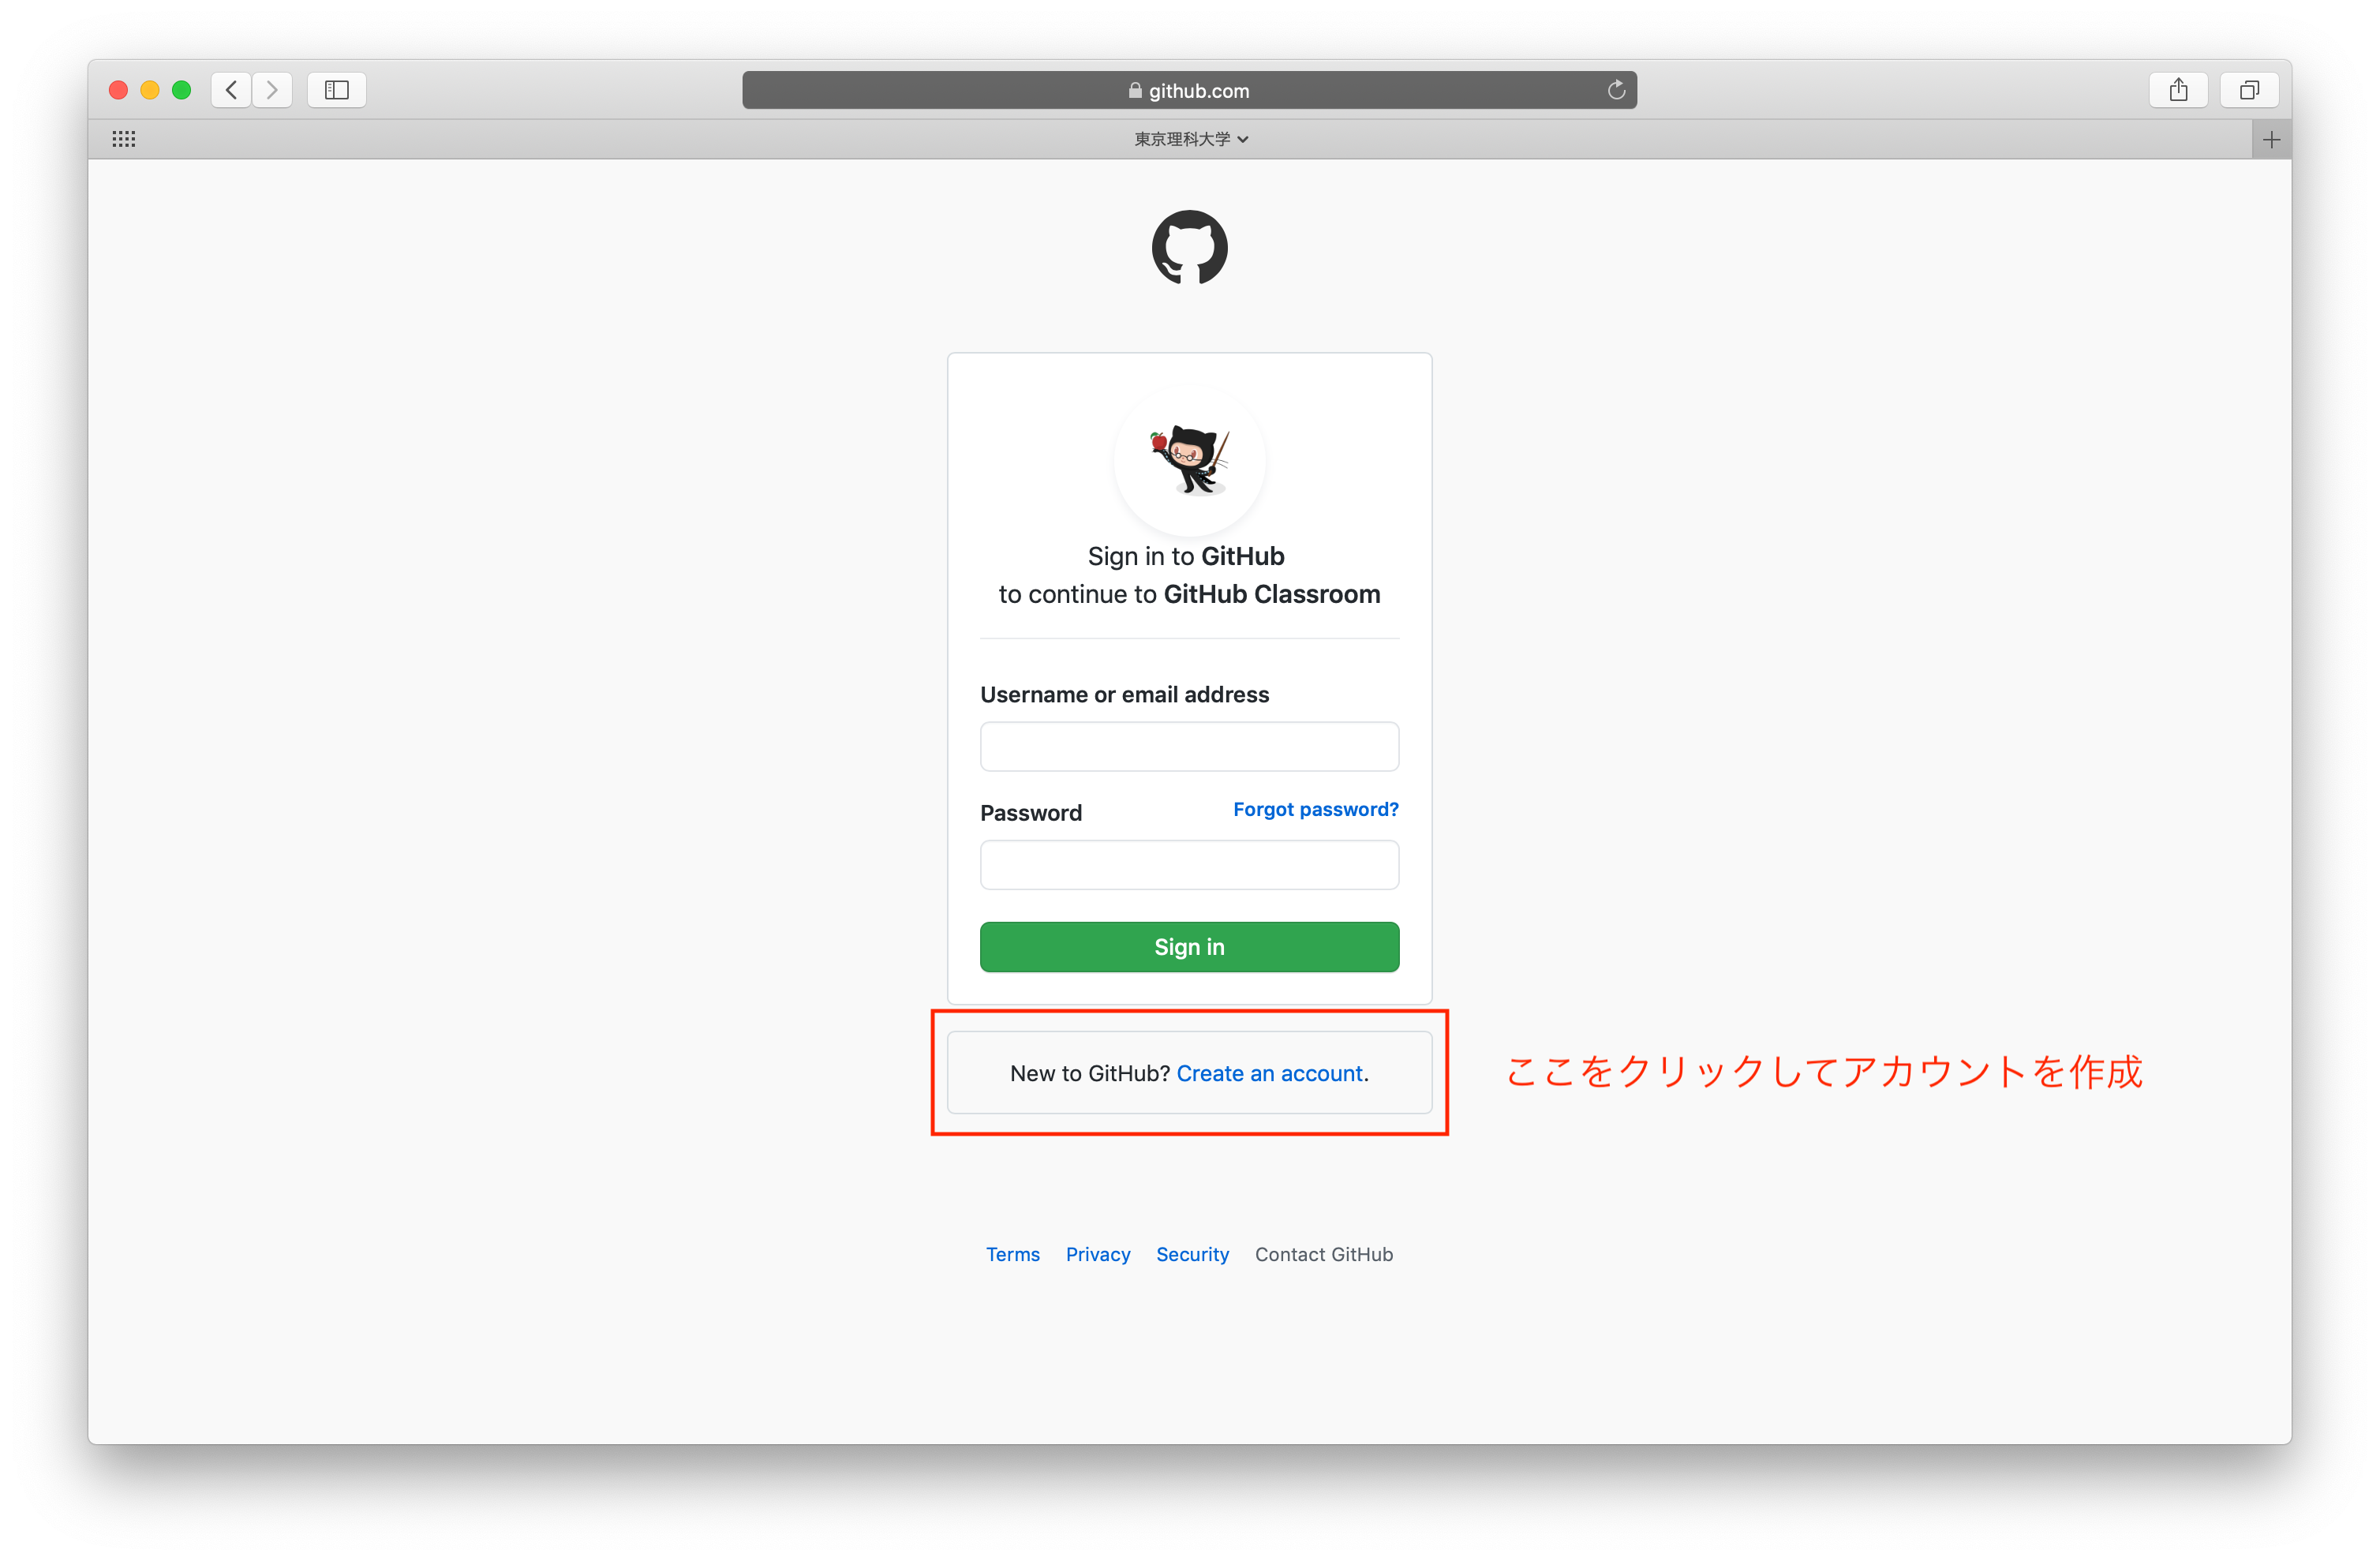 github.com
東京理科大学
Sign in to GitHub
to continue to GitHub Classroom
Username or email address
Password
Forgot password?
Sign in
New to GitHub? Create an account.
ここをクリックしてアカウントを作成
Terms Privacy Security Contact GitHub